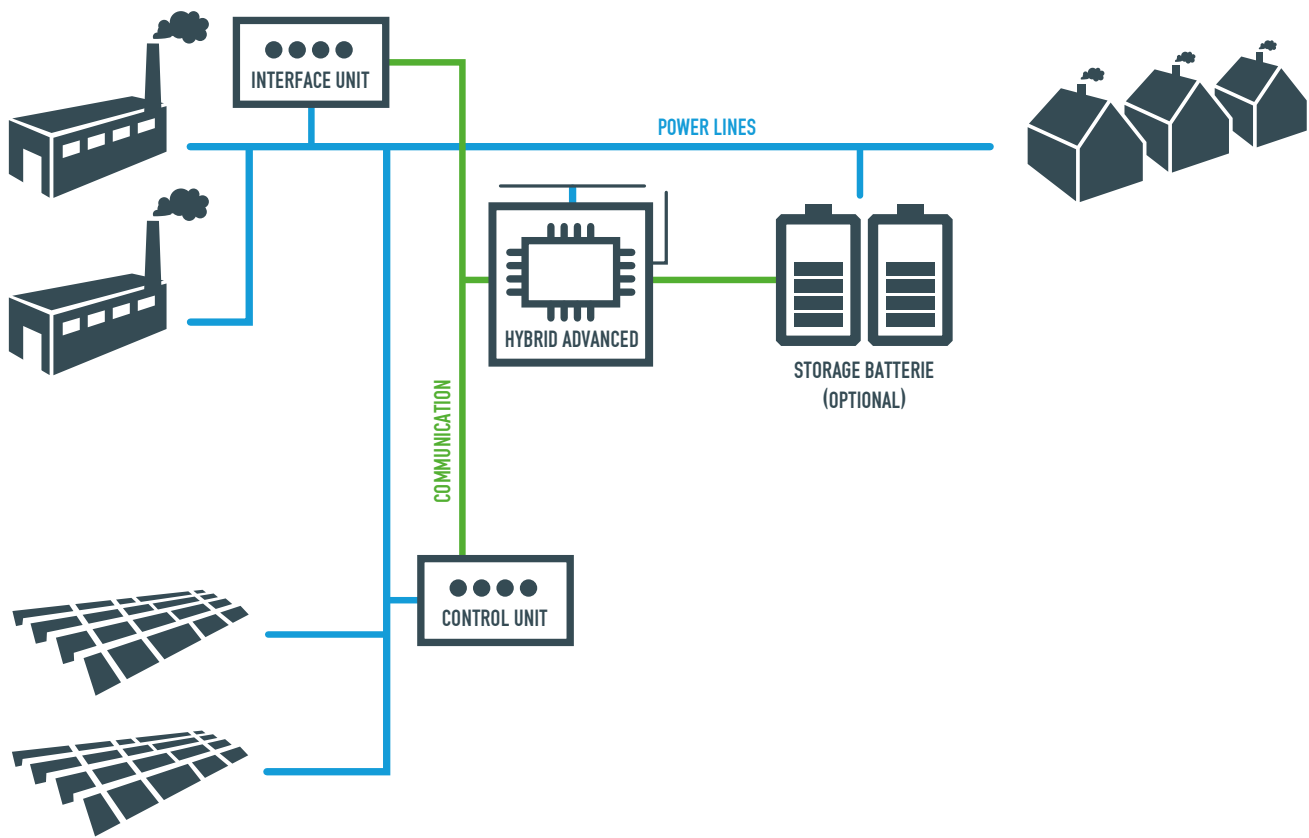 INTERFACE UNIT
POWER LINES
HYBRID ADVANCED
STORAGE BATTERIE
(OPTIONAL)
COMMUNICATION
CONTROL UNIT